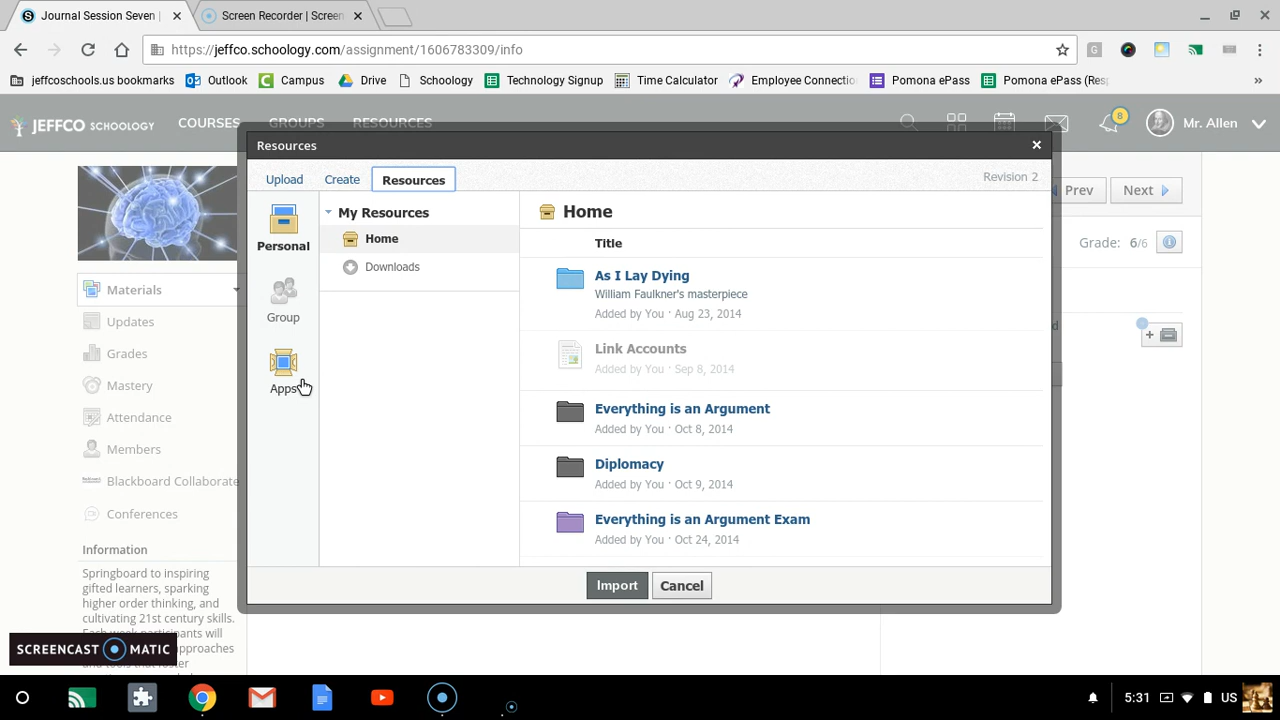 Journal Session Seven
Screen Recorder | Screen
https://jeffco.schoology.com/assignment/1606783309/info
G
jeffcoschools.us bookmarks
Outlook
Campus
Drive
Schoology
Technology Signup
Time Calculator
Employee Connectio
Pomona ePass
Pomona ePass (Res
»
JEFFCO SCHOOLOGY
COURSES
GROUPS
RESOURCES
8
Mr. Allen
Resources
Upload
Create
Resources
Revision 2
Prev
Next
Personal
Group
Apps
My Resources
Home
Downloads
Home
Title
As I Lay Dying
William Faulkner's masterpiece
Added by You · Aug 23, 2014
Link Accounts
Added by You · Sep 8, 2014
Everything is an Argument
Added by You · Oct 8, 2014
Diplomacy
Added by You · Oct 9, 2014
Everything is an Argument Exam
Added by You · Oct 24, 2014
Import
Cancel
Grade: 6/6
Materials
Updates
Grades
Mastery
Attendance
Members
Blackboard Collaborate
Conferences
Information
Springboard to inspiring
gifted learners, sparking
higher order thinking, and
cultivating 21st century skills.
Each week participants will
approaches
SCREENCAST MATIC
5:31
US